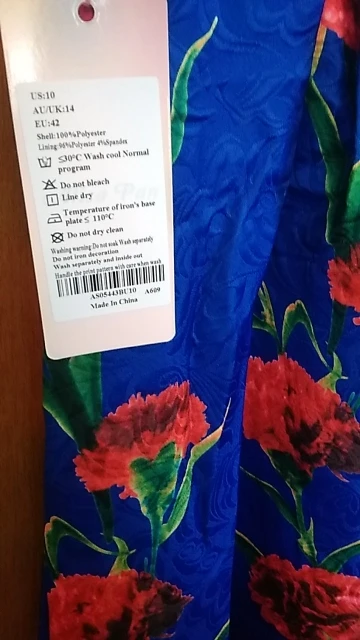 US:10
AU/UK:14
EU:42
Shell:100%Polyester
Lining:96%Polyester 4%Spandex
≤30°C Wash cool Normal
program
Do not bleach
Line dry
Temperature of iron's base
plate ≤ 110°C
Do not dry clean
Washing warning:Do not soak Wash separately
Do not iron decoration
Wash separately and inside out
Handle the print pattern with care when wash
AS05443BU10 A609
Made In China